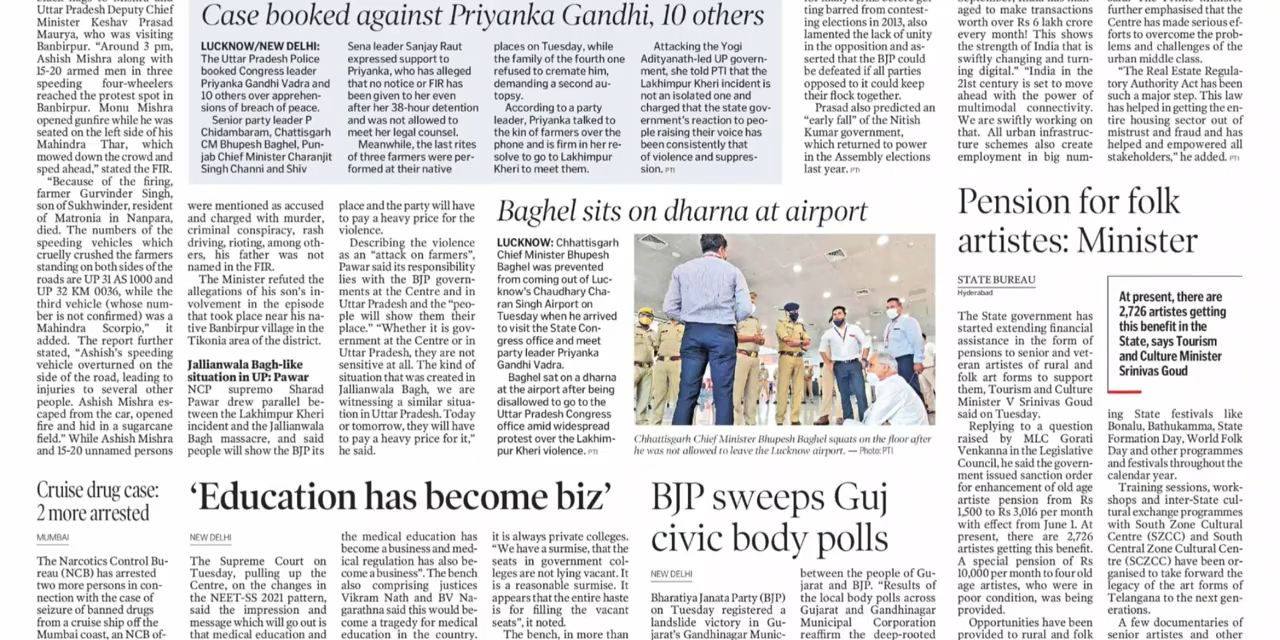 Uttar Pradesh Deputy Chief
Minister Keshav Prasad
Maurya, who was visiting
Banbirpur. “Around 3 pm,
Ashish Mishra along with
15-20 armed men in three
speeding four-wheelers
reached the protest spot in
Banbirpur. Monu Mishra
opened gunfire while he was
seated on the left side of his
Mahindra Thar, which
mowed down the crowd and
sped ahead,” stated the FIR.
“Because of the firing,
farmer Gurvinder Singh,
son of Sukhwinder, resident
of Matronia in Nanpara,
died. The numbers of the
speeding vehicles which
cruelly crushed the farmers
standing on both sides of the
roads are UP 31 AS 1000 and
UP 32 KM 0036, while the
third vehicle (whose num-
ber is not confirmed) was a
Mahindra Scorpio,” it
added. The report further
stated, “Ashish’s speeding
vehicle overturned on the
side of the road, leading to
injuries to several other
people. Ashish Mishra es-
caped from the car, opened
fire and hid in a sugarcane
field.” While Ashish Mishra
and 15-20 unnamed persons
were mentioned as accused
and charged with murder,
criminal conspiracy, rash
driving, rioting, among oth-
ers, his father was not
named in the FIR.
The Minister refuted the
allegations of his son’s in-
volvement in the episode
that took place near his na-
tive Banbirpur village in the
Tikonia area of the district.
Jallianwala Bagh-like
situation in UP: Pawar
NCP supremo Sharad
Pawar drew parallel be-
tween the Lakhimpur Kheri
incident and the Jallianwala
Bagh massacre, and said
people will show the BJP its
place and the party will have
to pay a heavy price for the
violence.
Describing the violence
as an “attack on farmers”,
Pawar said its responsibility
lies with the BJP govern-
ments at the Centre and in
Uttar Pradesh and the “peo-
ple will show them their
place.” “Whether it is gov-
ernment at the Centre or in
Uttar Pradesh, they are not
sensitive at all. The kind of
situation that was created in
Jallianwala Bagh, we are
witnessing a similar situa-
tion in Uttar Pradesh. Today
or tomorrow, they will have
to pay a heavy price for it,”
he said.
Case booked against Priyanka Gandhi, 10 others
LUCKNOW/NEW DELHI:
The Uttar Pradesh Police
booked Congress leader
Priyanka Gandhi Vadra and
10 others over apprehen-
sions of breach of peace.
Senior party leader P
Chidambaram, Chattisgarh
CM Bhupesh Baghel, Pun-
jab Chief Minister Charanjit
Singh Channi and Shiv
Sena leader Sanjay Raut
expressed support to
Priyanka, who has alleged
that no notice or FIR has
been given to her even
after her 38-hour detention
and was not allowed to
meet her legal counsel.
Meanwhile, the last rites
of three farmers were per-
formed at their native
places on Tuesday, while
the family of the fourth one
refused to cremate him,
demanding a second au-
topsy.
According to a party
leader, Priyanka talked to
the kin of farmers over the
phone and is firm in her re-
solve to go to Lakhimpur
Kheri to meet them.
Attacking the Yogi
Adityanath-led UP govern-
ment, she told PTI that the
Lakhimpur Kheri incident is
not an isolated one and
charged that the state gov-
ernment’s reaction to peo-
ple raising their voice has
been consistently that
of violence and suppres-
sion. PTI
ring barred from contest-
ing elections in 2013, also
lamented the lack of unity
in the opposition and as-
serted that the BJP could
be defeated if all parties
opposed to it could keep
their flock together.
Prasad also predicted an
“early fall” of the Nitish
Kumar government,
which returned to power
in the Assembly elections
last year. PTI
aged to make transactions
worth over Rs 6 lakh crore
every month! This shows
the strength of India that is
swiftly changing and turn-
ing digital.” “India in the
21st century is set to move
ahead with the power of
multimodal connectivity.
We are swiftly working on
that. All urban infrastruc-
ture schemes also create
employment in big num-
further emphasised that the
Centre has made serious ef-
forts to overcome the prob-
lems and challenges of the
urban middle class.
“The Real Estate Regula-
tory Authority Act has been
such a major step. This law
has helped in getting the en-
tire housing sector out of
mistrust and fraud and has
helped and empowered all
stakeholders,” he added. PTI
Baghel sits on dharna at airport
LUCKNOW: Chhattisgarh
Chief Minister Bhupesh
Baghel was prevented
from coming out of Luc-
know’s Chaudhary Cha-
ran Singh Airport on
Tuesday when he arrived
to visit the State Con-
gress office and meet
party leader Priyanka
Gandhi Vadra.
Baghel sat on a dharna
at the airport after being
disallowed to go to the
Uttar Pradesh Congress
office amid widespread
protest over the Lakhim-
pur Kheri violence. PTI
Chhattisgarh Chief Minister Bhupesh Baghel squats on the floor after
he was not allowed to leave the Lucknow airport. — Photo: PTI
Pension for folk
artistes: Minister
STATE BUREAU
Hyderabad
The State government has
started extending financial
assistance in the form of
pensions to senior and vet-
eran artistes of rural and
folk art forms to support
them, Tourism and Culture
Minister V Srinivas Goud
said on Tuesday.
Replying to a question
raised by MLC Gorati
Venkanna in the Legislative
Council, he said the govern-
ment issued sanction order
for enhancement of old age
artiste pension from Rs
1,500 to Rs 3,016 per month
with effect from June 1. At
present, there are 2,726
artistes getting this benefit.
A special pension of Rs
10,000 per month to four old
age artistes, who were in
poor condition, was being
provided.
Opportunities have been
provided to rural and folk
At present, there are
2,726 artistes getting
this benefit in the
State, says Tourism
and Culture Minister
Srinivas Goud
ing State festivals like
Bonalu, Bathukamma, State
Formation Day, World Folk
Day and other programmes
and festivals throughout the
calendar year.
Training sessions, work-
shops and inter-State cul-
tural exchange programmes
with South Zone Cultural
Centre (SZCC) and South
Central Zone Cultural Cen-
tre (SCZCC) have been or-
ganised to take forward the
legacy of the art forms of
Telangana to the next gen-
erations.
A few documentaries of
senior artistes and other
Cruise drug case:
2 more arrested
MUMBAI
The Narcotics Control Bu-
reau (NCB) has arrested
two more persons in con-
nection with the case of
seizure of banned drugs
from a cruise ship off the
Mumbai coast, an NCB of-
‘Education has become biz’
NEW DELHI
The Supreme Court on
Tuesday, pulling up the
Centre, on the changes in
the NEET-SS 2021 pattern,
said the impression and
message which will go out is
that medical education and
the medical education has
become a business and med-
ical regulation has also be-
come a business”. The bench
also comprising justices
Vikram Nath and BV Na-
garathna said this would be-
come a tragedy for medical
education in the country.
it is always private colleges.
“We have a surmise, that the
seats in government col-
leges are not lying vacant. It
is a reasonable surmise. It
appears that the entire haste
is for filling the vacant
seats”, it noted.
The bench, in more than
BJP sweeps Guj
civic body polls
NEW DELHI
Bharatiya Janata Party (BJP)
on Tuesday registered a
landslide victory in Gu-
jarat’s Gandhinagar Munic-
between the people of Gu-
jarat and BJP. “Results of
the local body polls across
Gujarat and Gandhinagar
Municipal Corporation
reaffirm the deep-rooted